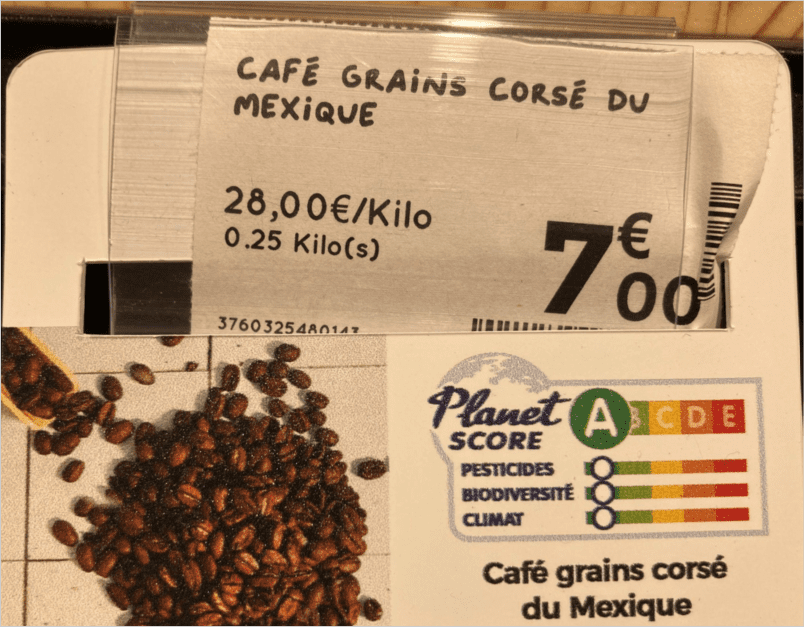 CAFÉ GRAiNS CORSÉ DU
MEXiQUE
28,00€/Kilo
0.25 Kilo(s)
7€00
3760325480143
Planet
SCORE
A B C D E
PESTICIDES
BIODIVERSITÉ
CLIMAT
Café grains corsé
du Mexique